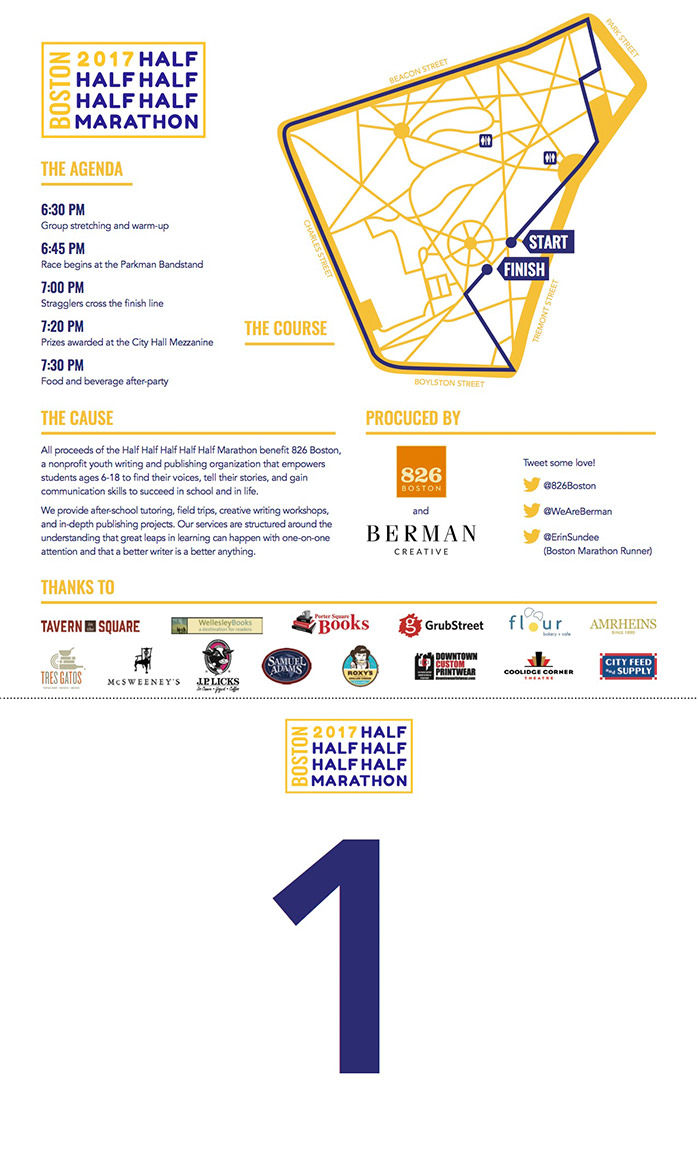 BOSTON
2017 HALF
HALF HALF
HALF HALF
MARATHON
PARK STREET
BEACON STREET
CHARLES STREET
START
FINISH
TREMONT STREET
BOYLSTON STREET
THE AGENDA
6:30 PM
Group stretching and warm-up
6:45 PM
Race begins at the Parkman Bandstand
7:00 PM
Stragglers cross the finish line
7:20 PM
Prizes awarded at the City Hall Mezzanine
7:30 PM
Food and beverage after-party
THE COURSE
THE CAUSE
All proceeds of the Half Half Half Half Half Marathon benefit 826 Boston,
a nonprofit youth writing and publishing organization that empowers
students ages 6-18 to find their voices, tell their stories, and gain
communication skills to succeed in school and in life.
We provide after-school tutoring, field trips, creative writing workshops,
and in-depth publishing projects. Our services are structured around the
understanding that great leaps in learning can happen with one-on-one
attention and that a better writer is a better anything.
PROCUCED BY
826
BOSTON
and
BERMAN
CREATIVE
Tweet some love!
@826Boston
@WeAreBerman
@ErinSundee
(Boston Marathon Runner)
THANKS TO
TAVERN IN THE SQUARE
WellesleyBooks
a destination for readers
Porter Square
Books
GrubStreet
flour
bakery + cafe
AMRHEINS
SINCE 1890
TRES GATOS
McSWEENEY'S
J.P. LICKS
Ice Cream • Yogurt • Coffee
SAMUEL
ADAMS
ROXY'S
DOWNTOWN
CUSTOM
PRINTWEAR
COOLIDGE CORNER
THEATRE
CITY FEED
and SUPPLY
BOSTON
2017 HALF
HALF HALF
HALF HALF
MARATHON
1